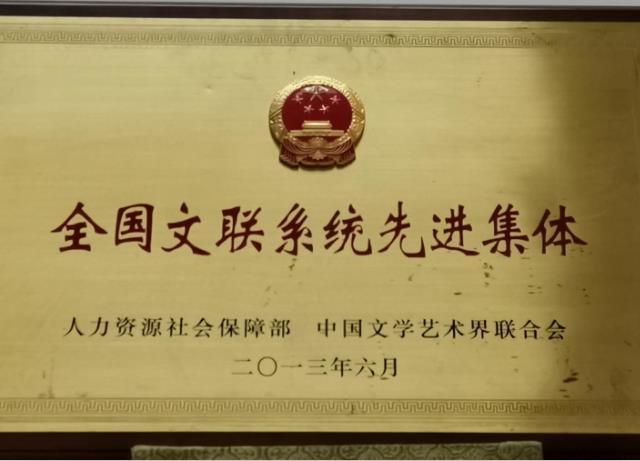 全国文联系统先进集体
人力资源社会保障部 中国文学艺术界联合会
二〇一三年六月